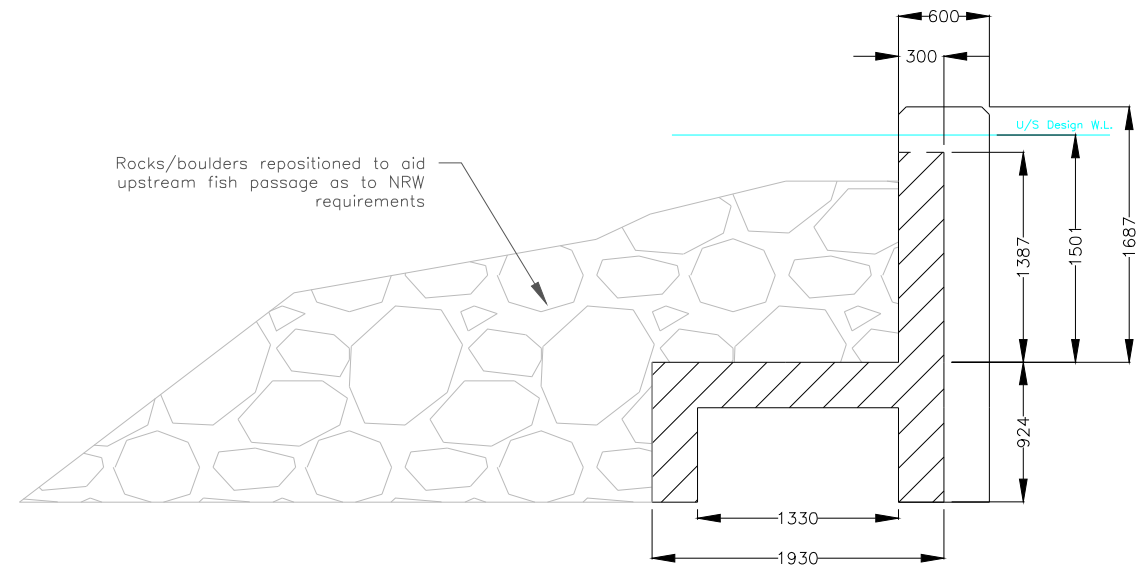 600
300
U/S Design W.L.
Rocks/boulders repositioned to aid
upstream fish passage as to NRW
requirements
1387
1501
1687
924
1330
1930